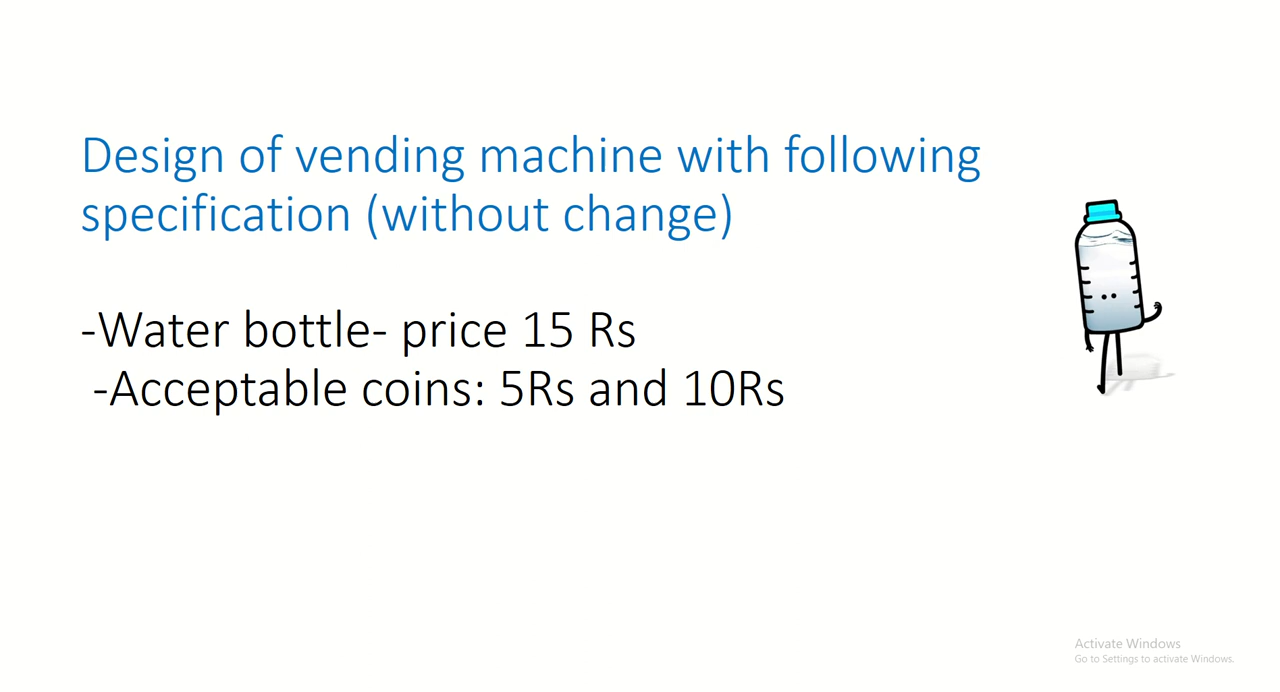 Design of vending machine with following
specification (without change)
-Water bottle- price 15 Rs
-Acceptable coins: 5Rs and 10Rs
Activate Windows
Go to Settings to activate Windows.